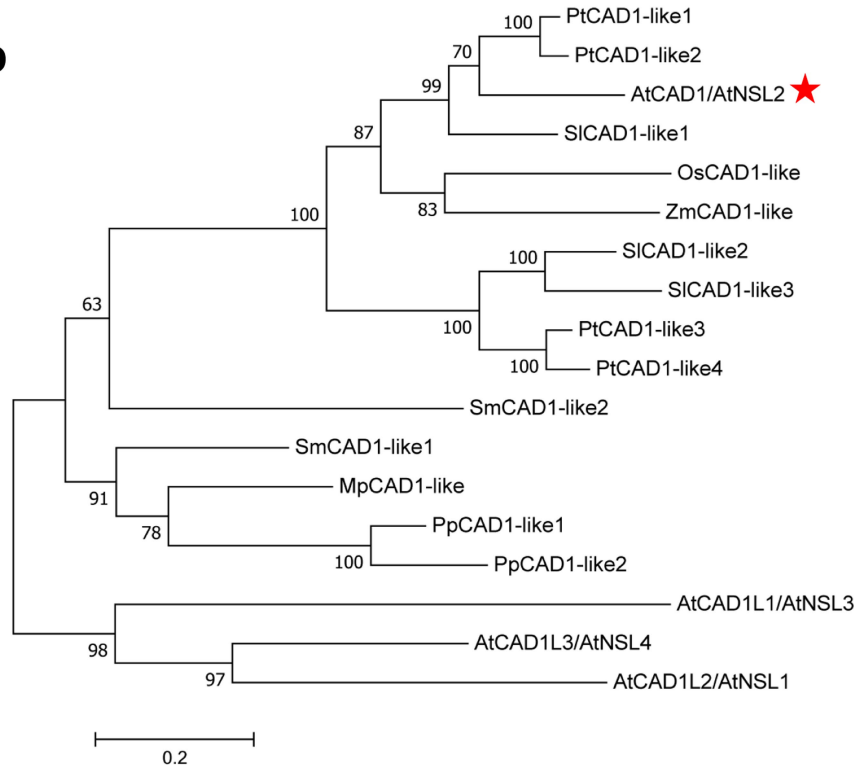 PtCAD1-like1
100
PtCAD1-like2
70
AtCAD1/AtNSL2
99
SlCAD1-like1
87
OsCAD1-like
83
ZmCAD1-like
100
SlCAD1-like2
100
SlCAD1-like3
100
PtCAD1-like3
100
PtCAD1-like4
63
SmCAD1-like2
SmCAD1-like1
91
MpCAD1-like
78
PpCAD1-like1
100
PpCAD1-like2
AtCAD1L1/AtNSL3
98
AtCAD1L3/AtNSL4
97
AtCAD1L2/AtNSL1
0.2